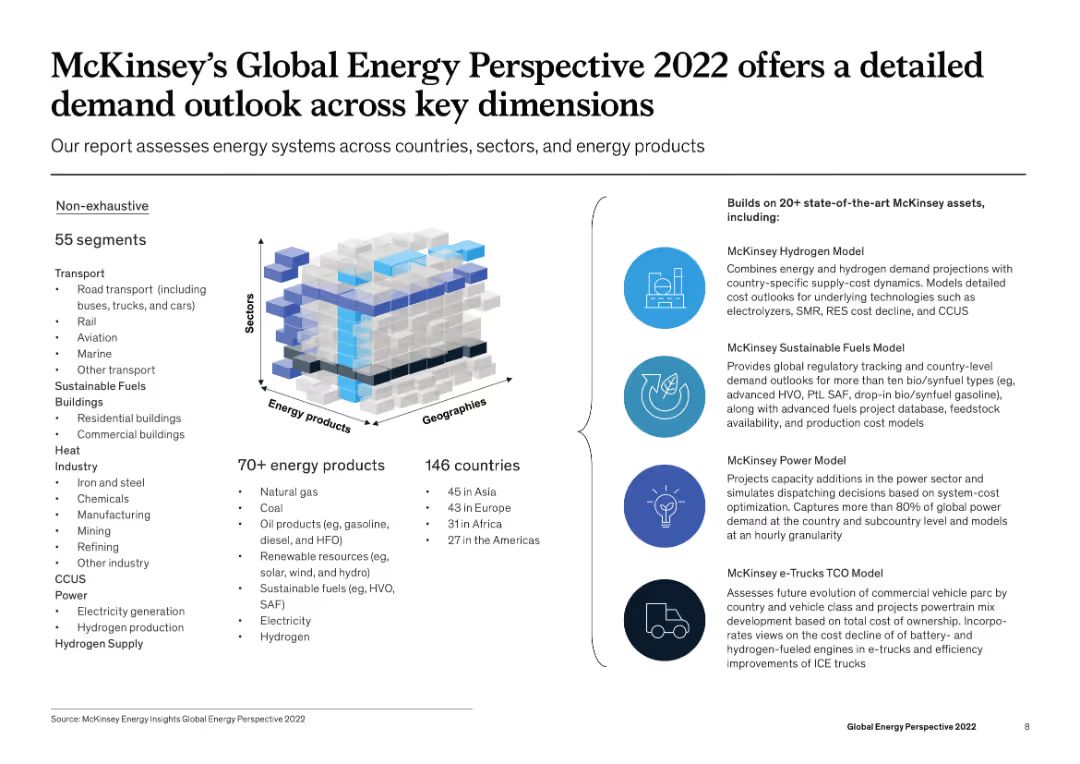 McKinsey's Global Energy Perspective 2022 offers a detailed
demand outlook across key dimensions
Our report assesses energy systems across countries, sectors, and energy products
Non-exhaustive
55 segments
Transport
• Road transport (including
buses, trucks, and cars)
• Rail
• Aviation
• Marine
• Other transport
Sustainable Fuels
Buildings
• Residential buildings
• Commercial buildings
Heat
Industry
• Iron and steel
• Chemicals
• Manufacturing
• Mining
• Refining
• Other industry
CCUS
Power
• Electricity generation
• Hydrogen production
Hydrogen Supply
Sectors
Energy products
Geographies
70+ energy products
• Natural gas
• Coal
• Oil products (eg, gasoline,
diesel, and HFO)
• Renewable resources (eg,
solar, wind, and hydro)
• Sustainable fuels (eg, HVO,
SAF)
• Electricity
• Hydrogen
146 countries
• 45 in Asia
• 43 in Europe
• 31 in Africa
• 27 in the Americas
Builds on 20+ state-of-the-art McKinsey assets,
including:
McKinsey Hydrogen Model
Combines energy and hydrogen demand projections with
country-specific supply-cost dynamics. Models detailed
cost outlooks for underlying technologies such as
electrolyzers, SMR, RES cost decline, and CCUS
McKinsey Sustainable Fuels Model
Provides global regulatory tracking and country-level
demand outlooks for more than ten bio/synfuel types (eg,
advanced HVO, PtL SAF, drop-in bio/synfuel gasoline),
along with advanced fuels project database, feedstock
availability, and production cost models
McKinsey Power Model
Projects capacity additions in the power sector and
simulates dispatching decisions based on system-cost
optimization. Captures more than 80% of global power
demand at the country and subcountry level and models
at an hourly granularity
McKinsey e-Trucks TCO Model
Assesses future evolution of commercial vehicle parc by
country and vehicle class and projects powertrain mix
development based on total cost of ownership. Incorpo-
rates views on the cost decline of of battery- and
hydrogen-fueled engines in e-trucks and efficiency
improvements of ICE trucks
Source: McKinsey Energy Insights Global Energy Perspective 2022
Global Energy Perspective 2022
8